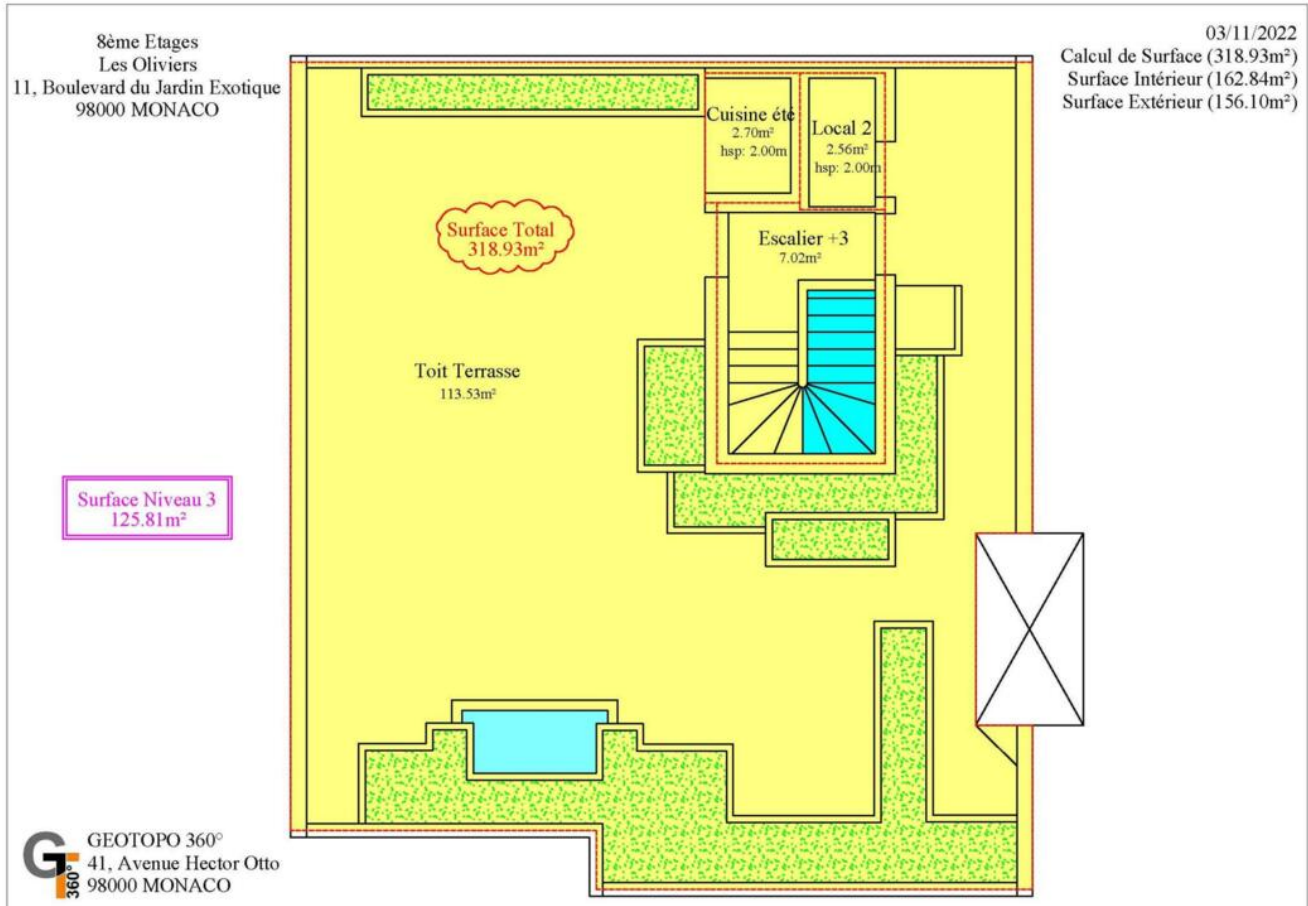 8ème Etages
Les Oliviers
11, Boulevard du Jardin Exotique
98000 MONACO
03/11/2022
Calcul de Surface (318.93m²)
Surface Intérieur (162.84m²)
Surface Extérieur (156.10m²)
Cuisine été
2.70m²
hsp: 2.00m
Local 2
2.56m²
hsp: 2.00m
Surface Total
318.93m²
Escalier +3
7.02m²
Toit Terrasse
113.53m²
Surface Niveau 3
125.81m²
GT 360°
GEOTOPO 360°
41, Avenue Hector Otto
98000 MONACO